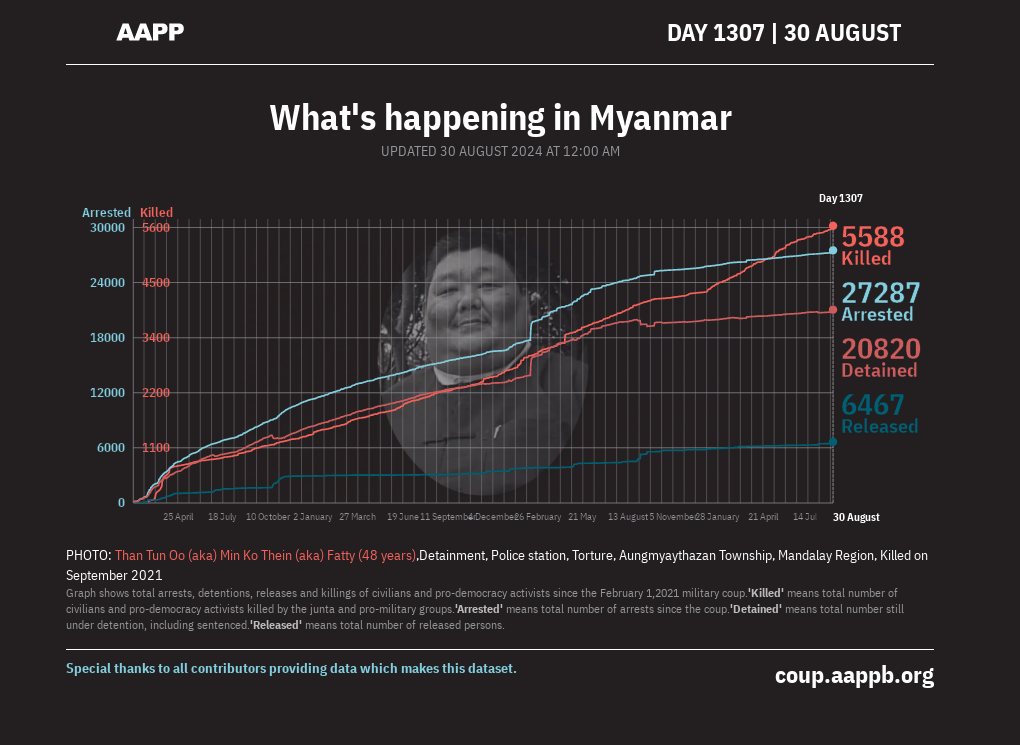 AAPP
DAY 1307 | 30 AUGUST
What's happening in Myanmar
UPDATED 30 AUGUST 2024 AT 12:00 AM
Day 1307
Arrested Killed
30000 5600
24000 4500
18000 3400
12000 2200
6000 1100
0
5588
Killed
27287
Arrested
20820
Detained
6467
Released
25 April 18 July 10 October 2 January 27 March 19 June 11 September 4 December 26 February 21 May 13 August 5 November 28 January 21 April 14 Jul 30 August
PHOTO: Than Tun Oo (aka) Min Ko Thein (aka) Fatty (48 years),Detainment, Police station, Torture, Aungmyaythazan Township, Mandalay Region, Killed on
September 2021
Graph shows total arrests, detentions, releases and killings of civilians and pro-democracy activists since the February 1,2021 military coup.'Killed' means total number of
civilians and pro-democracy activists killed by the junta and pro-military groups.'Arrested' means total number of arrests since the coup.'Detained' means total number still
under detention, including sentenced.'Released' means total number of released persons.
Special thanks to all contributors providing data which makes this dataset.
coup.aappb.org